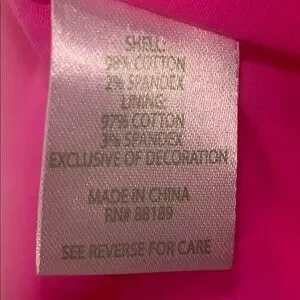 SHELL:
98% COTTON
2% SPANDEX
LINING:
97% COTTON
3% SPANDEX
EXCLUSIVE OF DECORATION
MADE IN CHINA
RN# 88189
SEE REVERSE FOR CARE